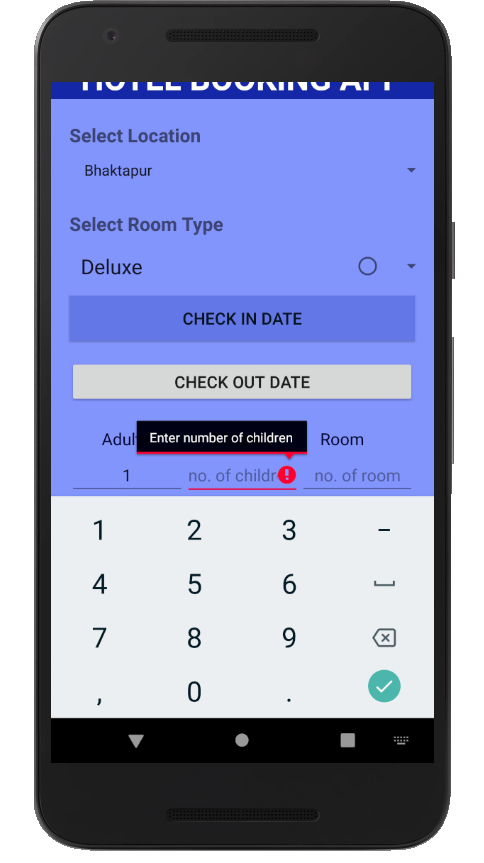 HOTEL BOOKING APP
Select Location
Bhaktapur
Select Room Type
Deluxe
CHECK IN DATE
CHECK OUT DATE
Enter number of children
Room
1
no. of childr
no. of room
1 2 3 -
4 5 6
7 8 9
, 0 .